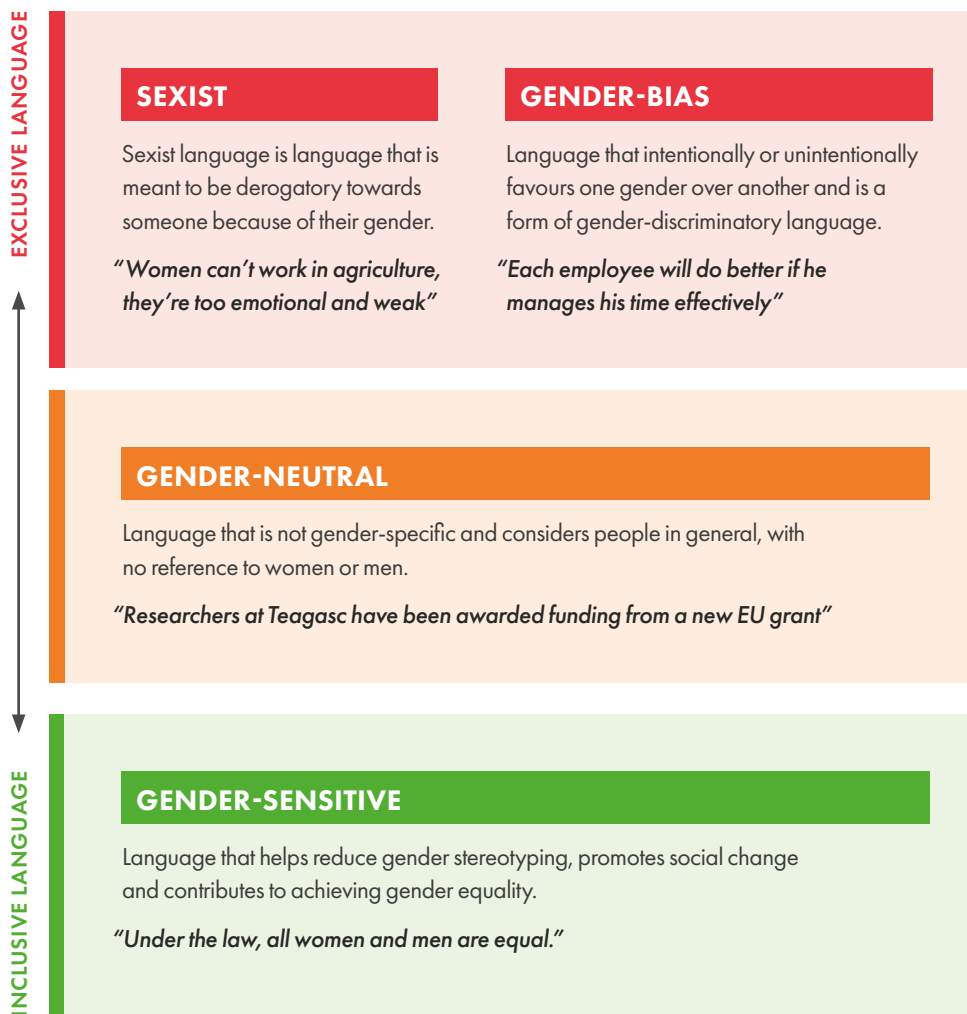 EXCLUSIVE LANGUAGE
SEXIST
Sexist language is language that is
meant to be derogatory towards
someone because of their gender.
“Women can’t work in agriculture,
they’re too emotional and weak”
GENDER-BIAS
Language that intentionally or unintentionally
favours one gender over another and is a
form of gender-discriminatory language.
“Each employee will do better if he
manages his time effectively”
GENDER-NEUTRAL
Language that is not gender-specific and considers people in general, with
no reference to women or men.
“Researchers at Teagasc have been awarded funding from a new EU grant”
INCLUSIVE LANGUAGE
GENDER-SENSITIVE
Language that helps reduce gender stereotyping, promotes social change
and contributes to achieving gender equality.
“Under the law, all women and men are equal.”